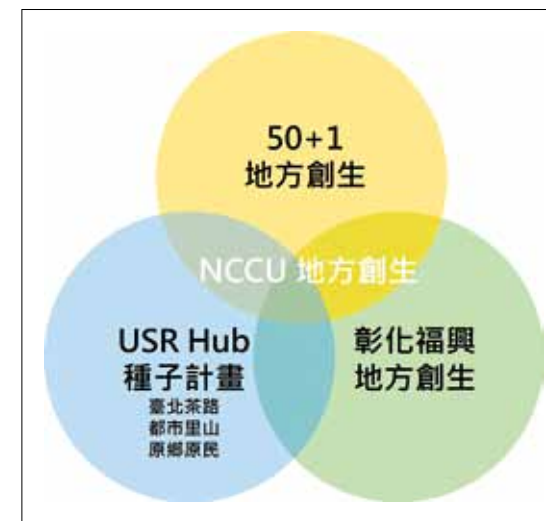 50+1
地方創生
NCCU 地方創生
USR Hub
種子計畫
臺北茶路
都市里山
原鄉原民
彰化福興
地方創生